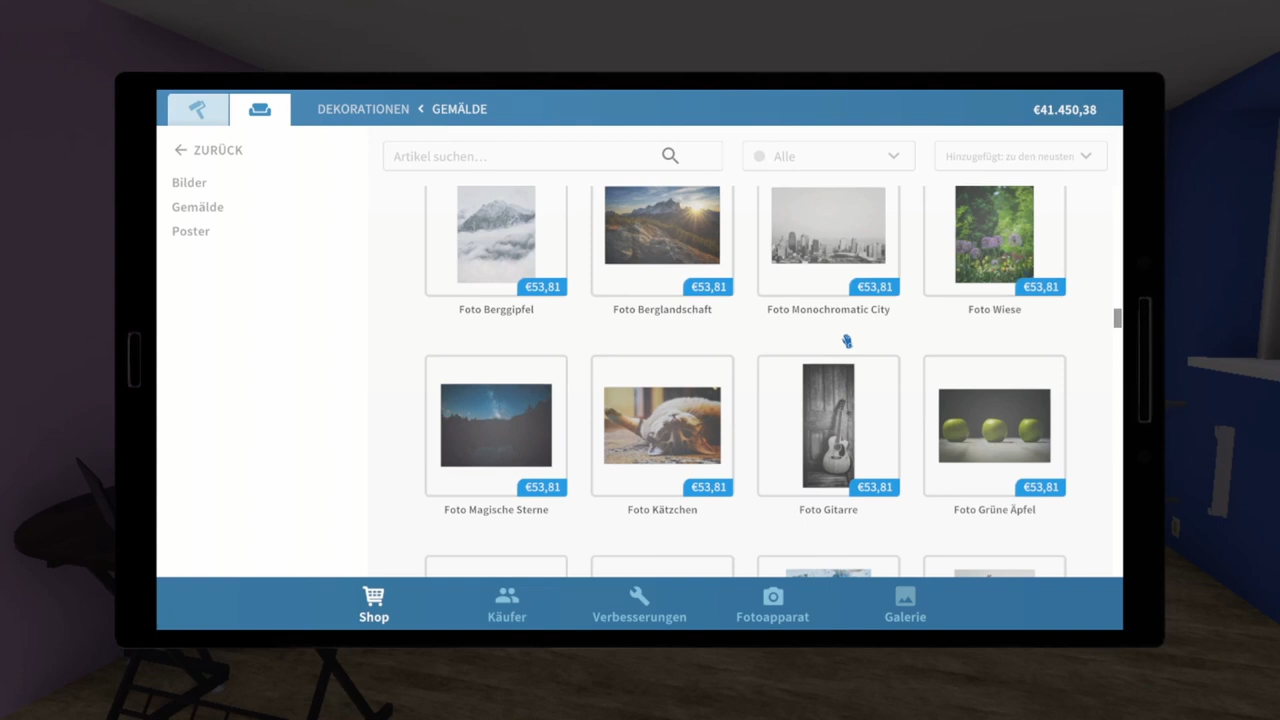 DEKORATIONEN < GEMÄLDE
€41.450,38
ZURÜCK
Bilder
Gemälde
Poster
Artikel suchen...
Alle
Hinzugefügt: zu den neusten
€53,81
€53,81
€53,81
€53,81
Foto Berggipfel
Foto Berglandschaft
Foto Monochromatic City
Foto Wiese
€53,81
€53,81
€53,81
€53,81
Foto Magische Sterne
Foto Kätzchen
Foto Gitarre
Foto Grüne Äpfel
Shop
Käufer
Verbesserungen
Fotoapparat
Galerie